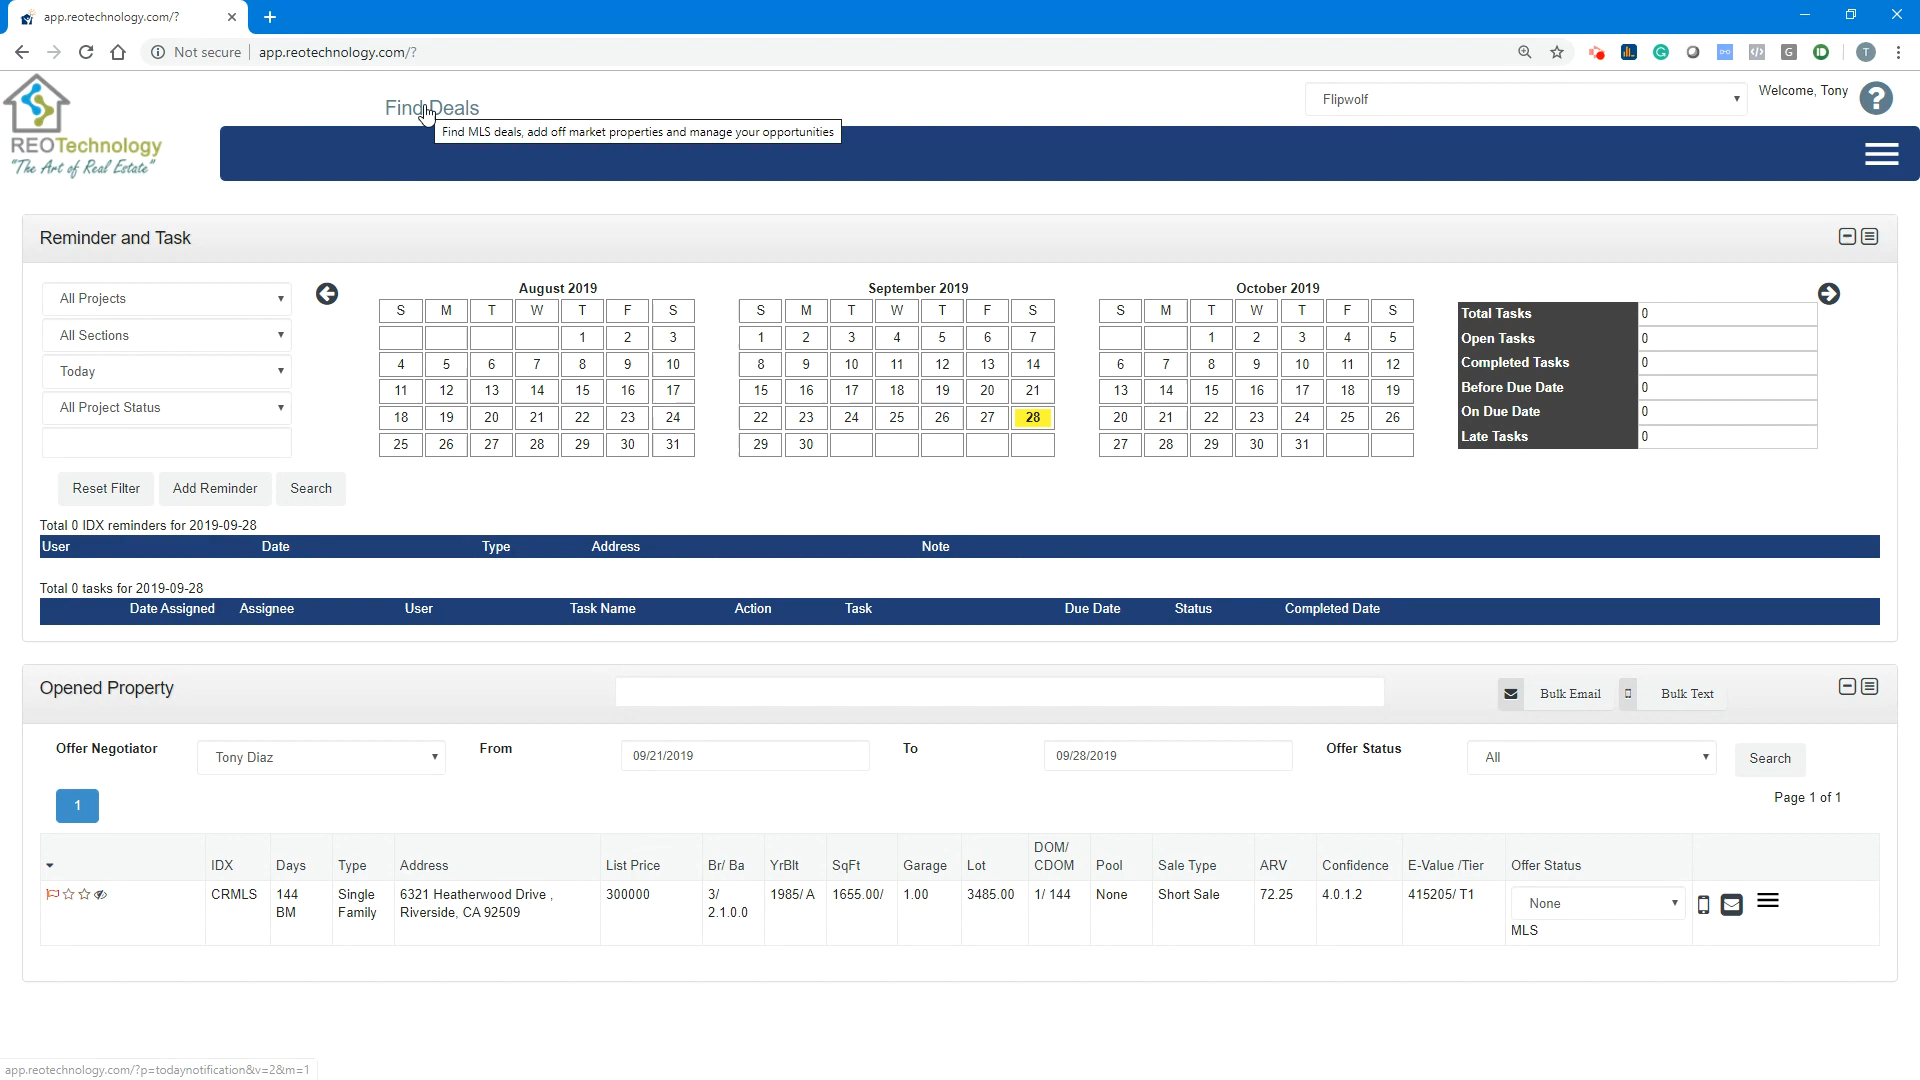 app.reotechnology.com/?
Not secure | app.reotechnology.com/?
G
T
Find Deals
Find MLS deals, add off market properties and manage your opportunities
Flipwolf
Welcome, Tony
?
REOTechnology
"The Art of Real Estate"
Reminder and Task
All Projects
All Sections
Today
All Project Status
August 2019
S M T W T F S
1 2 3
4 5 6 7 8 9 10
11 12 13 14 15 16 17
18 19 20 21 22 23 24
25 26 27 28 29 30 31
September 2019
S M T W T F S
1 2 3 4 5 6 7
8 9 10 11 12 13 14
15 16 17 18 19 20 21
22 23 24 25 26 27 28
29 30
October 2019
S M T W T F S
1 2 3 4 5
6 7 8 9 10 11 12
13 14 15 16 17 18 19
20 21 22 23 24 25 26
27 28 29 30 31
Total Tasks 0
Open Tasks 0
Completed Tasks 0
Before Due Date 0
On Due Date 0
Late Tasks 0
Reset Filter Add Reminder Search
Total 0 IDX reminders for 2019-09-28
User Date Type Address Note
Total 0 tasks for 2019-09-28
Date Assigned Assignee User Task Name Action Task Due Date Status Completed Date
Opened Property
Bulk Email Bulk Text
Offer Negotiator Tony Diaz From 09/21/2019 To 09/28/2019 Offer Status All Search
1
Page 1 of 1
IDX Days Type Address List Price Br/ Ba YrBlt SqFt Garage Lot DOM/ CDOM Pool Sale Type ARV Confidence E-Value /Tier Offer Status
CRMLS 144 Single 6321 Heatherwood Drive , 300000 3/ 1985/ A 1655.00/ 1.00 3485.00 1/ 144 None Short Sale 72.25 4.0.1.2 415205/ T1 None
BM Family Riverside, CA 92509 2.1.0.0
MLS
app.reotechnology.com/?p=todaynotification&v=2&m=1